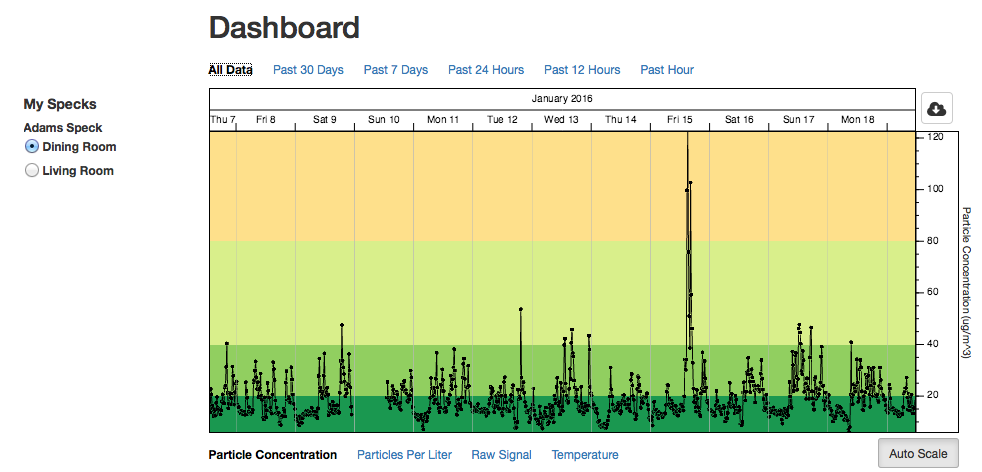 Dashboard
All Data Past 30 Days Past 7 Days Past 24 Hours Past 12 Hours Past Hour
My Specks
Adams Speck
Dining Room
Living Room
January 2016
Thu 7 Fri 8 Sat 9 Sun 10 Mon 11 Tue 12 Wed 13 Thu 14 Fri 15 Sat 16 Sun 17 Mon 18
120
100
80
60
40
20
Particle Concentration (ug/m^3)
Particle Concentration Particles Per Liter Raw Signal Temperature
Auto Scale